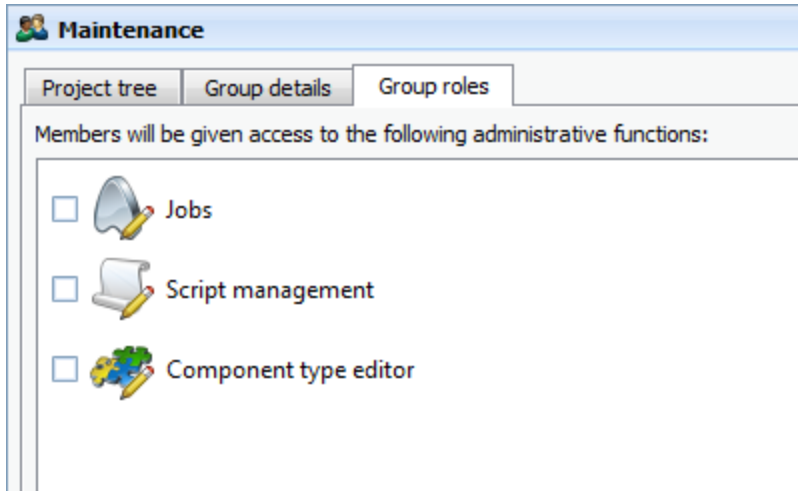 Maintenance
Project tree Group details Group roles
Members will be given access to the following administrative functions:
Jobs
Script management
Component type editor